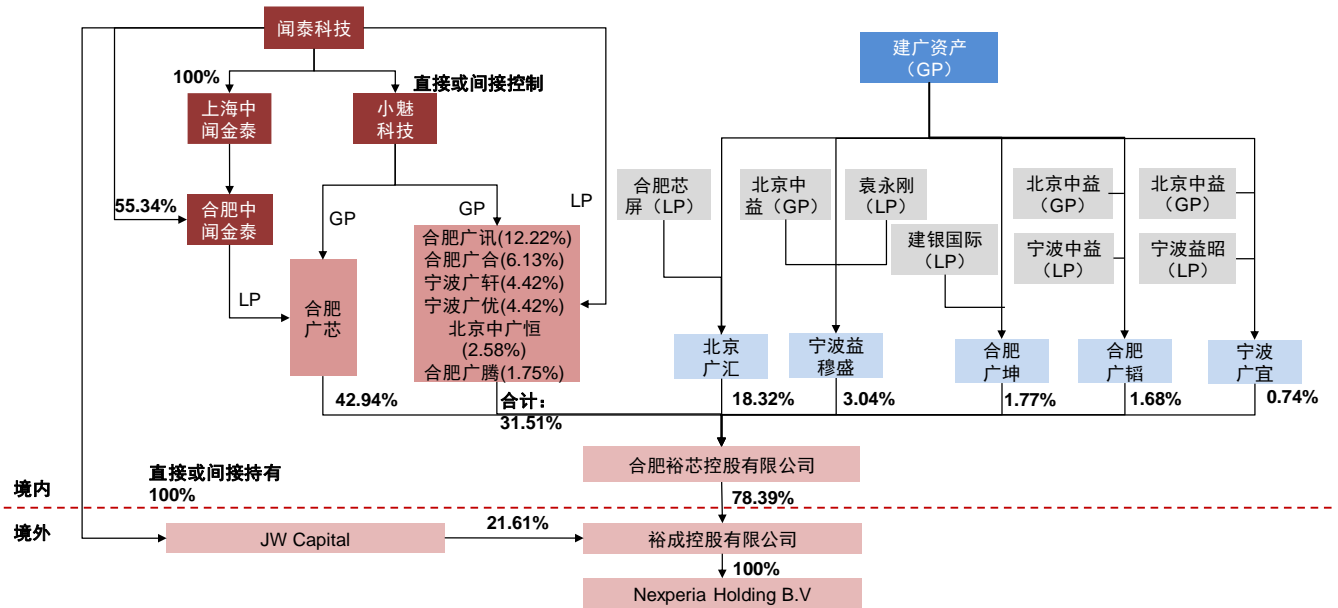 闻泰科技
建广资产
（GP）
100%
直接或间接控制
上海中
闻金泰
小魅
科技
合肥芯
屏（LP）
北京中
益（GP）
袁永刚
（LP）
北京中益
（GP）
北京中益
（GP）
55.34%
合肥中
闻金泰
GP
GP
LP
建银国际
（LP）
宁波中益
（LP）
宁波益昭
（LP）
LP
合肥
广芯
合肥广讯(12.22%)
合肥广合(6.13%)
宁波广轩(4.42%)
宁波广优(4.42%)
北京中广恒
(2.58%)
合肥广腾(1.75%)
北京
广汇
宁波益
穆盛
合肥
广坤
合肥
广韬
宁波
广宜
42.94%
合计：
31.51%
18.32%
3.04%
1.77%
1.68%
0.74%
合肥裕芯控股有限公司
直接或间接持有
100%
境内
78.39%
境外
JW Capital
21.61%
裕成控股有限公司
100%
Nexperia Holding B.V